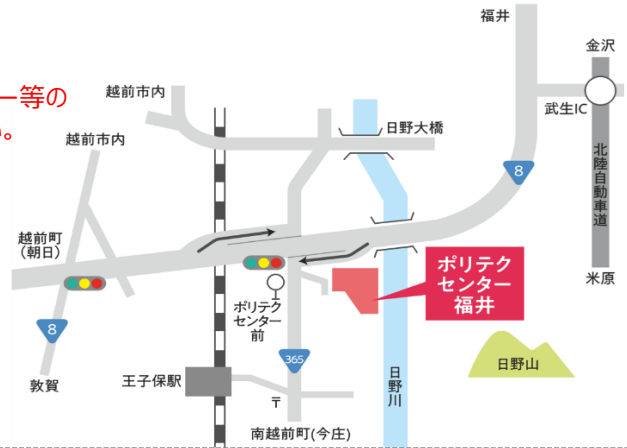 ー等の
い。
福井
金沢
越前市内
武生IC
日野大橋
越前市内
8
北陸自動車道
越前町
(朝日)
ポリテク
センター
福井
米原
ポリテク
センター
前
8
365
日野山
敦賀
王子保駅
日野川
〒
南越前町(今庄)